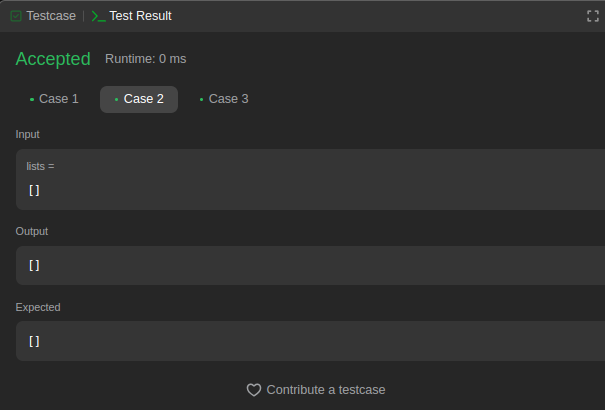 Testcase | Test Result
Accepted Runtime: 0 ms
Case 1 Case 2 Case 3
Input
lists =
[]
Output
[]
Expected
[]
Contribute a testcase